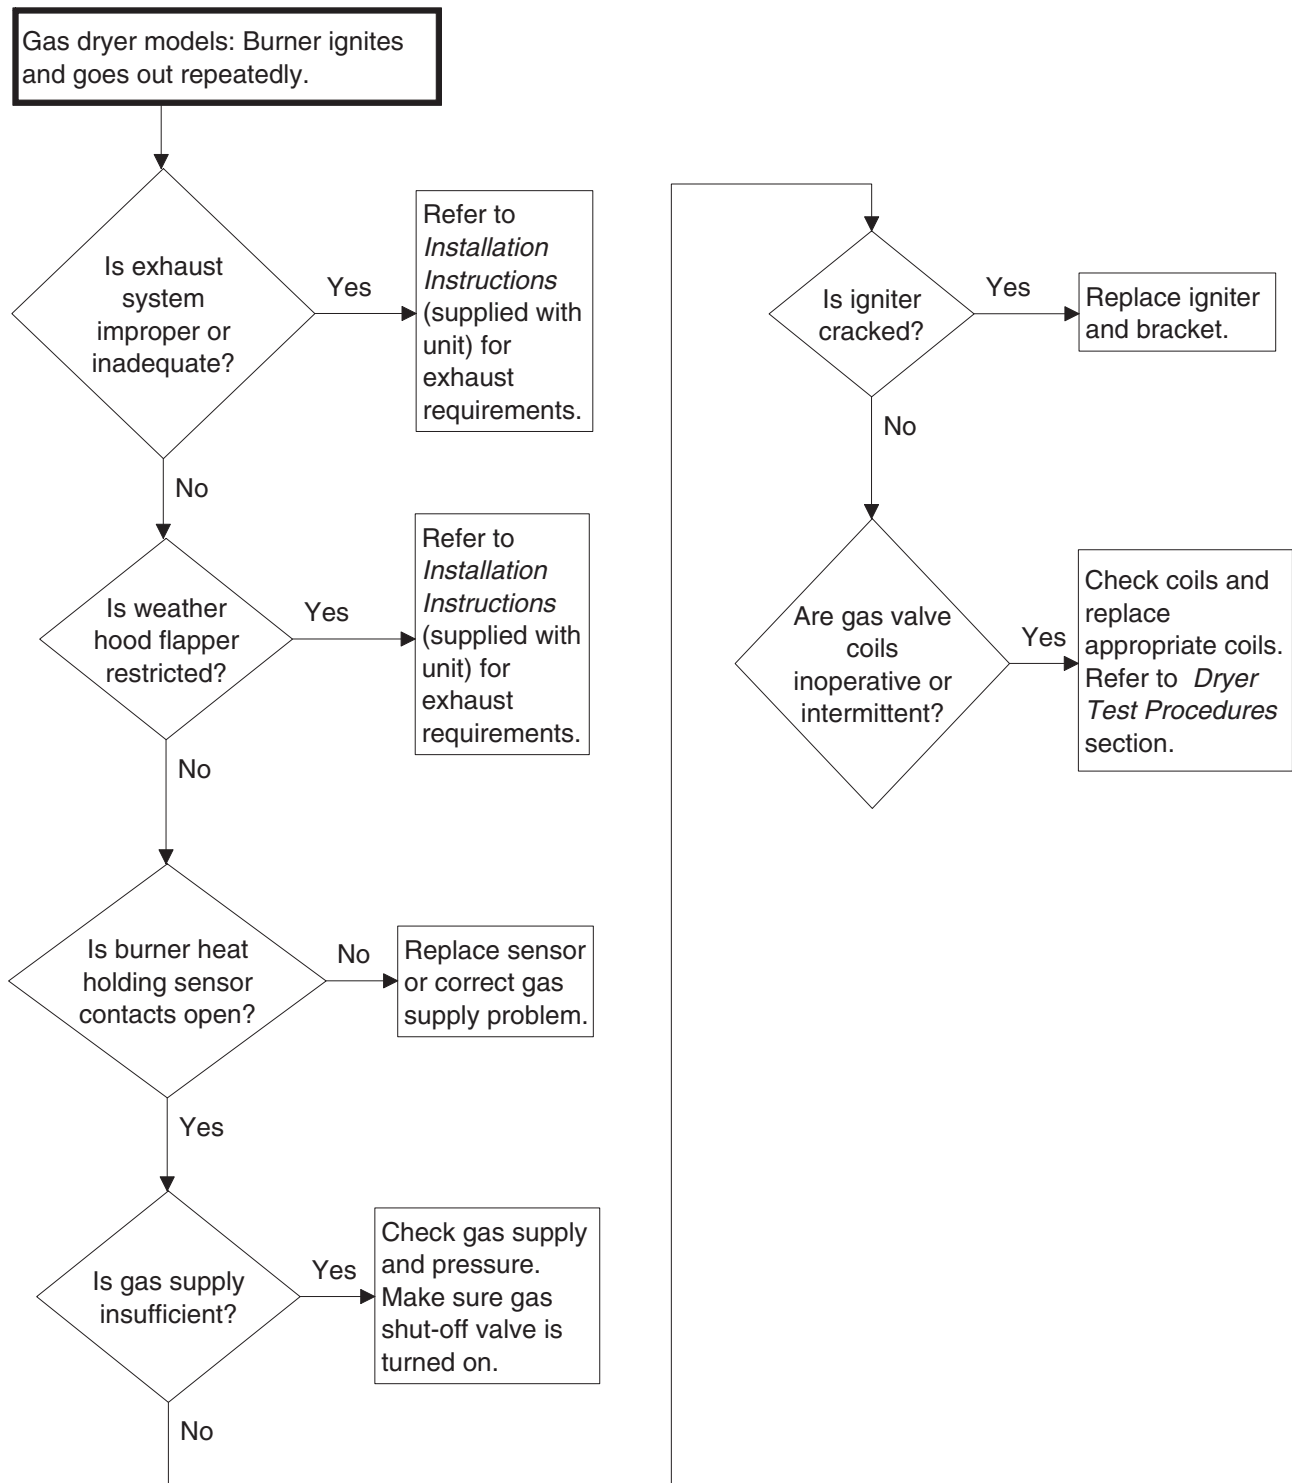 Gas dryer models: Burner ignites
and goes out repeatedly.
Is exhaust
system
improper or
inadequate?
Yes
Refer to
Installation
Instructions
(supplied with
unit) for
exhaust
requirements.
No
Is weather
hood flapper
restricted?
Yes
Refer to
Installation
Instructions
(supplied with
unit) for
exhaust
requirements.
No
Is burner heat
holding sensor
contacts open?
No
Replace sensor
or correct gas
supply problem.
Yes
Is gas supply
insufficient?
Yes
Check gas supply
and pressure.
Make sure gas
shut-off valve is
turned on.
No
Is igniter
cracked?
Yes
Replace igniter
and bracket.
No
Are gas valve
coils
inoperative or
intermittent?
Yes
Check coils and
replace
appropriate coils.
Refer to Dryer
Test Procedures
section.